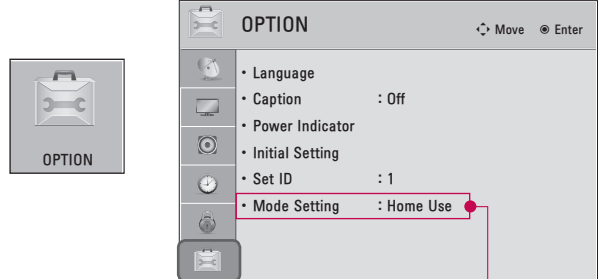 OPTION
OPTION
Move Enter
• Language
• Caption : Off
• Power Indicator
• Initial Setting
• Set ID : 1
• Mode Setting : Home Use